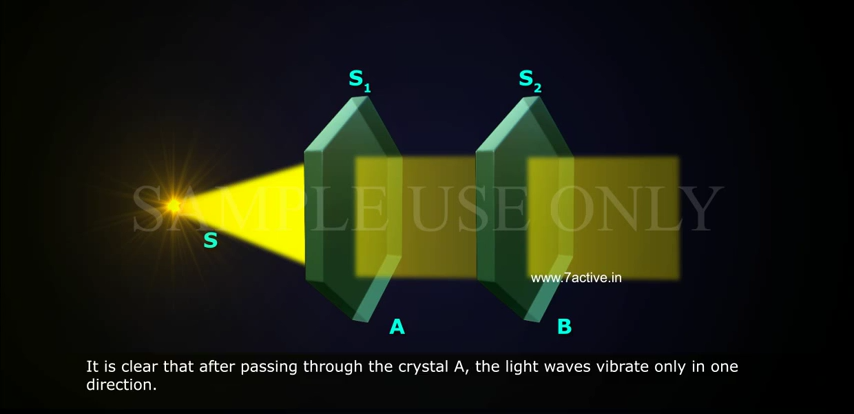 S₁ S₂
SAMPLE USE ONLY
S
www.7active.in
A B
It is clear that after passing through the crystal A, the light waves vibrate only in one
direction.